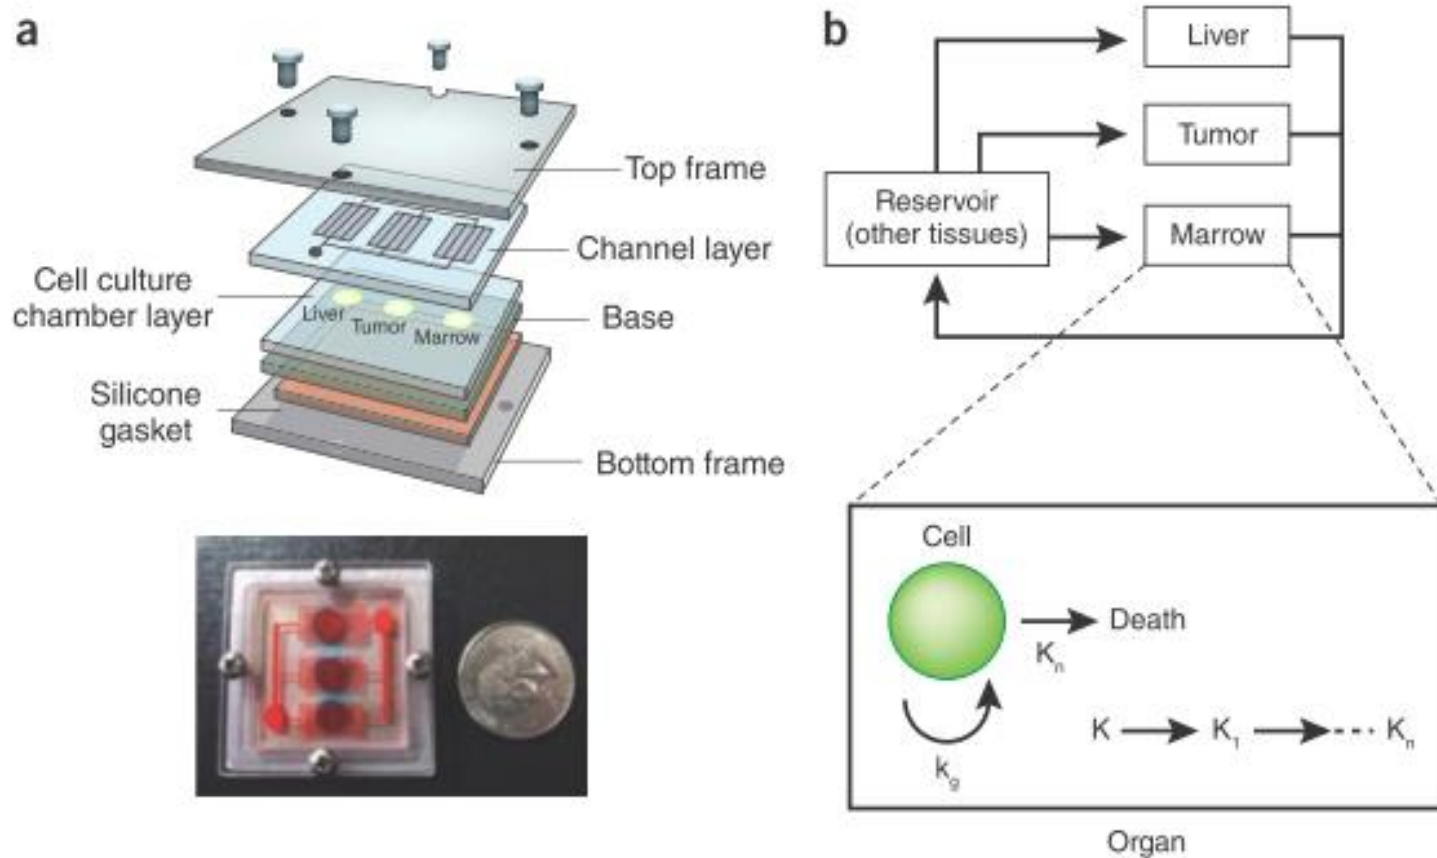 a
Top frame
Channel layer
Cell culture
chamber layer
Liver
Tumor
Marrow
Base
Silicone
gasket
Bottom frame
b
Liver
Tumor
Reservoir
(other tissues)
Marrow
Cell
Death
Kₙ
K K₁ Kₙ
k_g
Organ